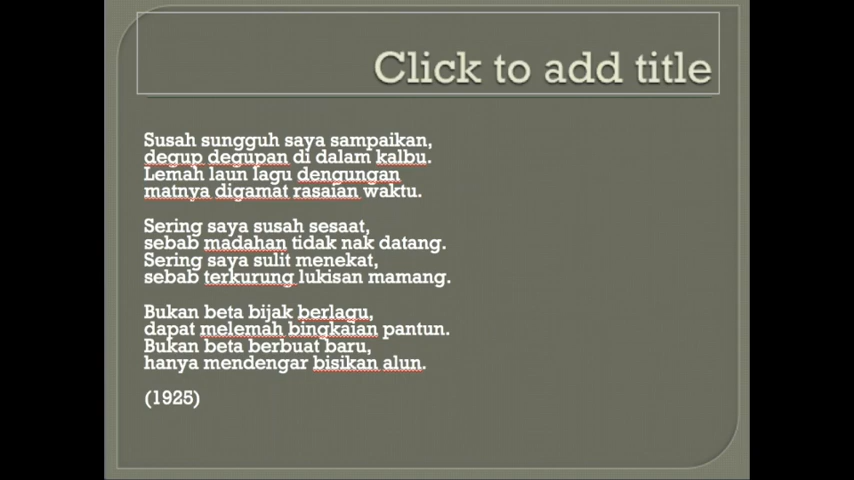 Click to add title
Susah sungguh saya sampaikan,
degup degupan di dalam kalbu.
Lemah laun lagu dengungan
matnya digamat rasaian waktu.
Sering saya susah sesaat,
sebab madahan tidak nak datang.
Sering saya sulit menekat,
sebab terkurung lukisan mamang.
Bukan beta bijak berlagu,
dapat melemah bingkaian pantun.
Bukan beta berbuat baru,
hanya mendengar bisikan alun.
(1925)